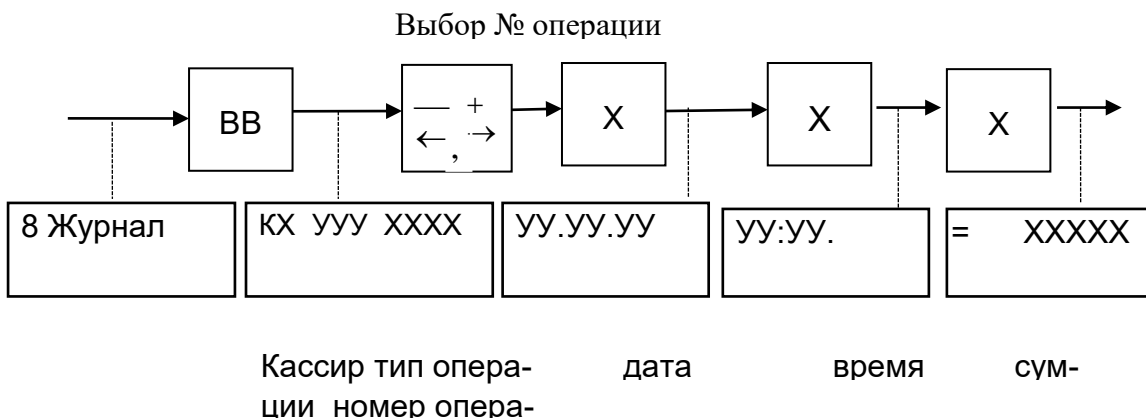 Выбор № операции
ВВ
— +
← , →
Х
Х
Х
8 Журнал
КХ УУУ ХХХХ
УУ.УУ.УУ
УУ:УУ.
= ХХХХХ
Кассир тип опера- дата время сум-
ции номер опера-